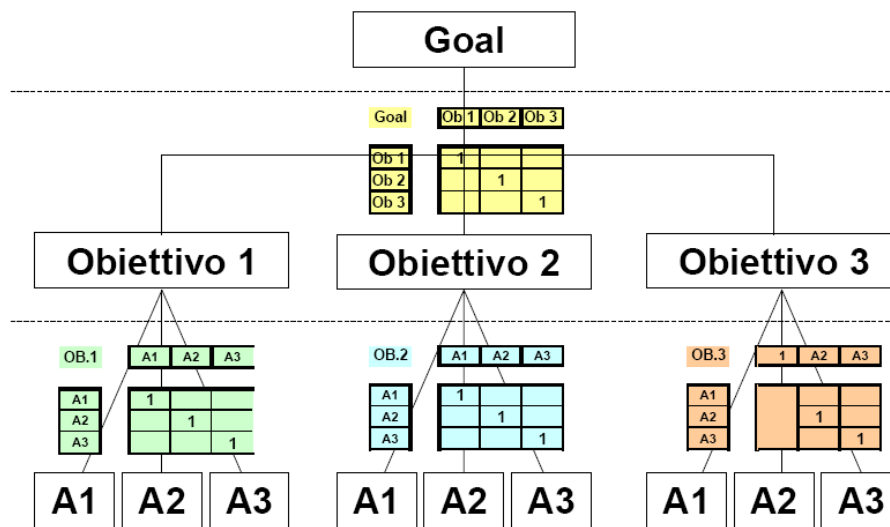 Goal
Goal Ob 1 Ob 2 Ob 3
Ob 1 1
Ob 2 1
Ob 3 1
Obiettivo 1 Obiettivo 2 Obiettivo 3
OB.1 A1 A2 A3
A1 1
A2 1
A3 1
OB.2 A1 A2 A3
A1 1
A2 1
A3 1
OB.3 1 A2 A3
A1
A2 1
A3 1
A1 A2 A3 A1 A2 A3 A1 A2 A3